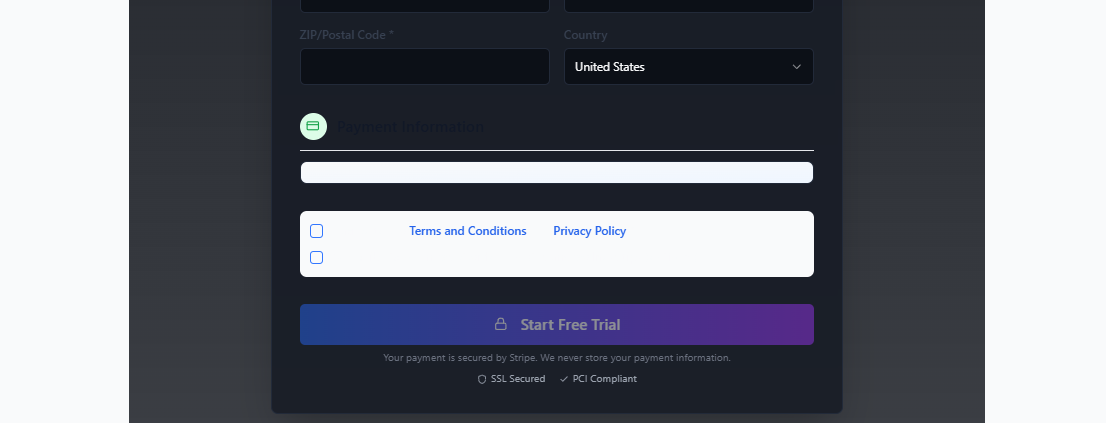 ZIP/Postal Code *
Country
United States
Payment Information
Terms and Conditions Privacy Policy
Start Free Trial
Your payment is secured by Stripe. We never store your payment information.
SSL Secured PCI Compliant